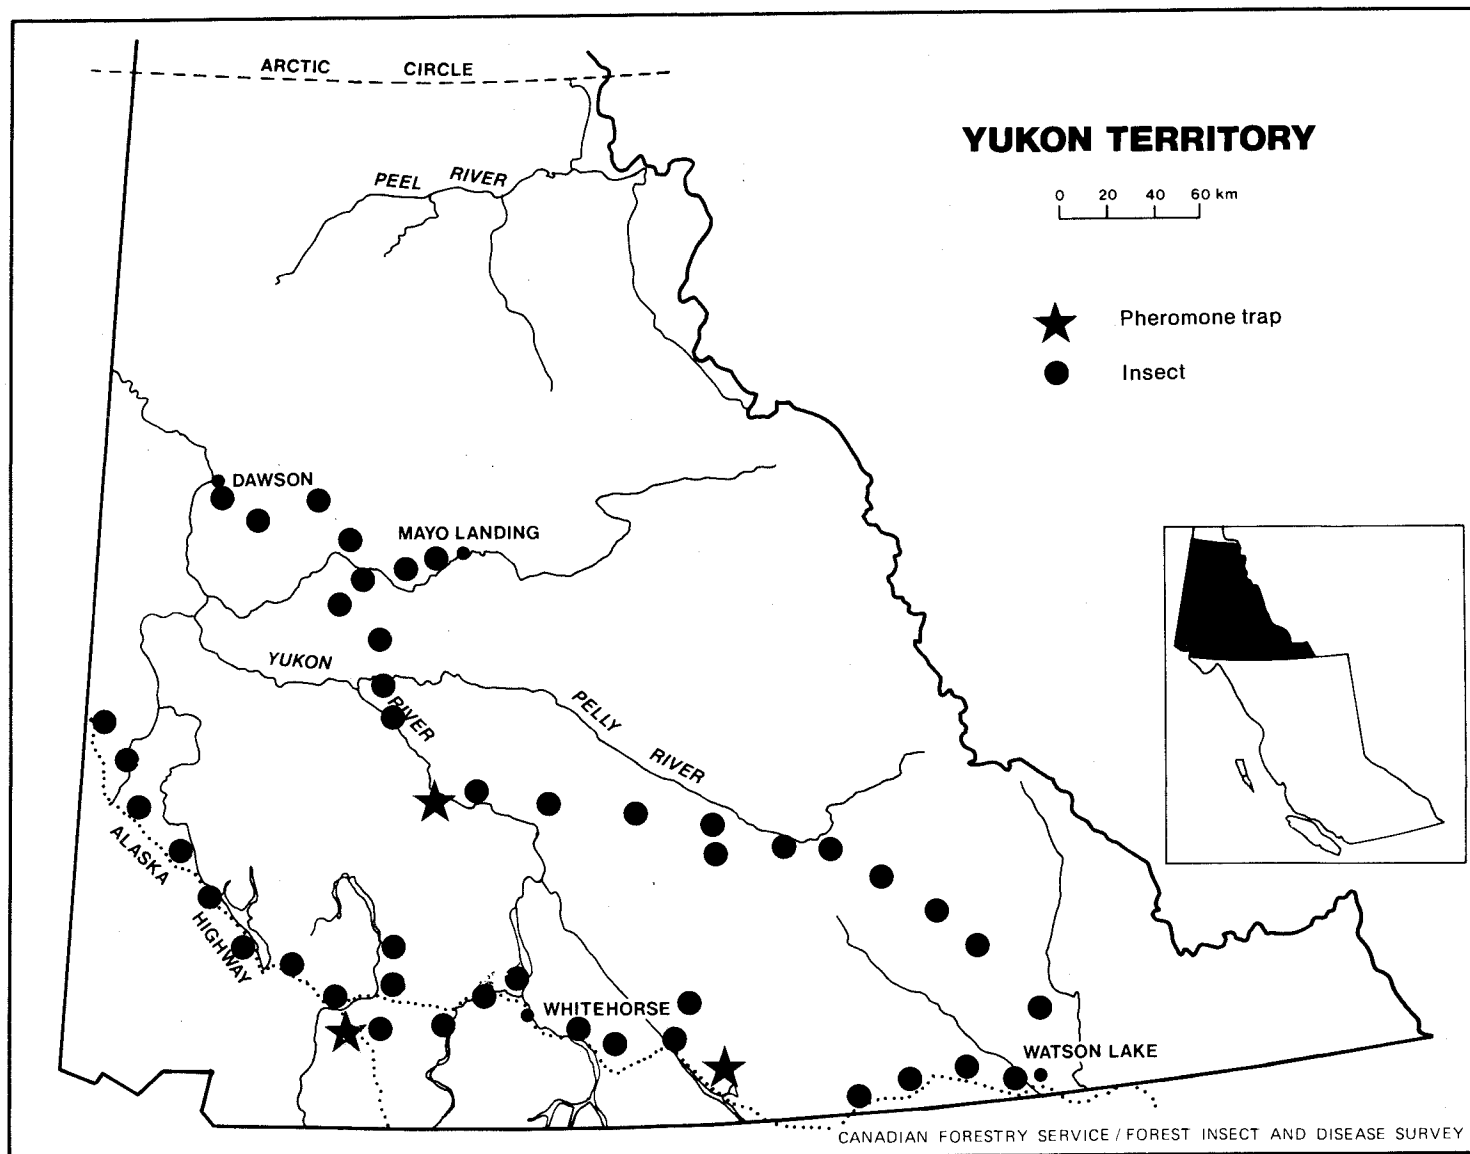 ARCTIC CIRCLE
YUKON TERRITORY
PEEL RIVER
0 20 40 60 km
Pheromone trap
Insect
DAWSON
MAYO LANDING
YUKON
RIVER
PELLY
RIVER
ALASKA
HIGHWAY
WHITEHORSE
WATSON LAKE
CANADIAN FORESTRY SERVICE / FOREST INSECT AND DISEASE SURVEY